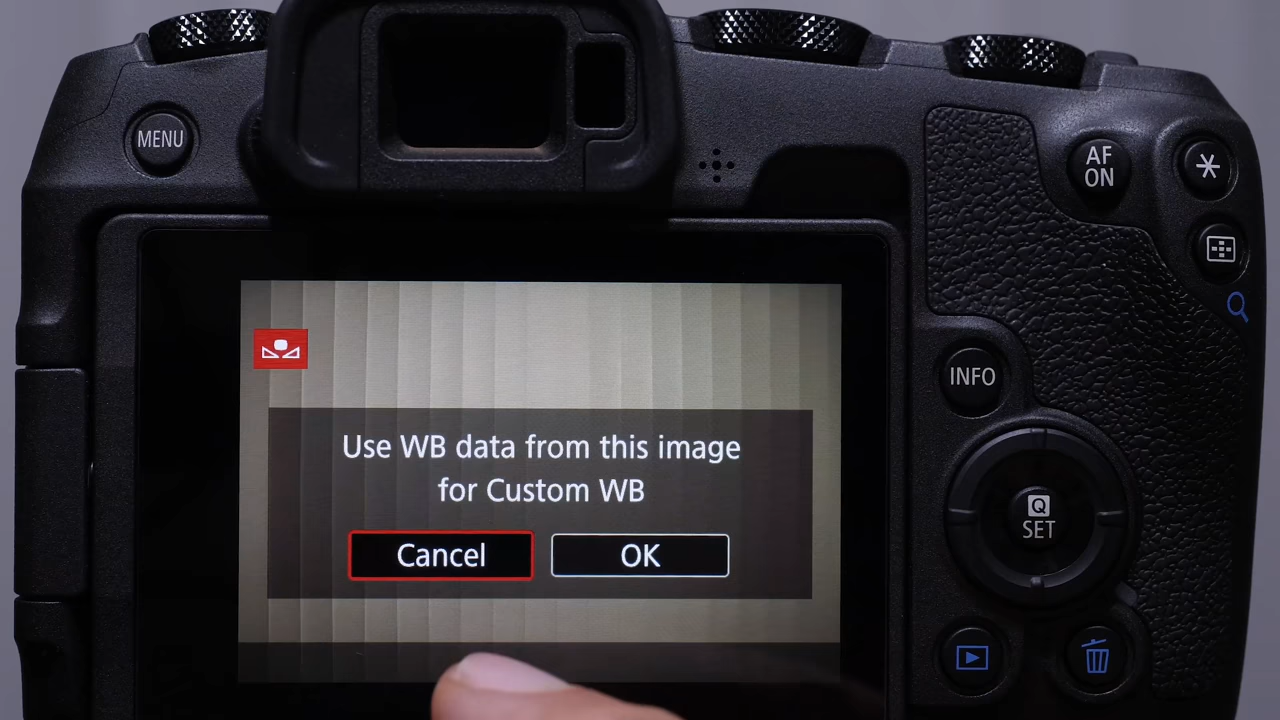 MENU
AF
ON
INFO
Use WB data from this image
for Custom WB
Cancel
OK
Q
SET